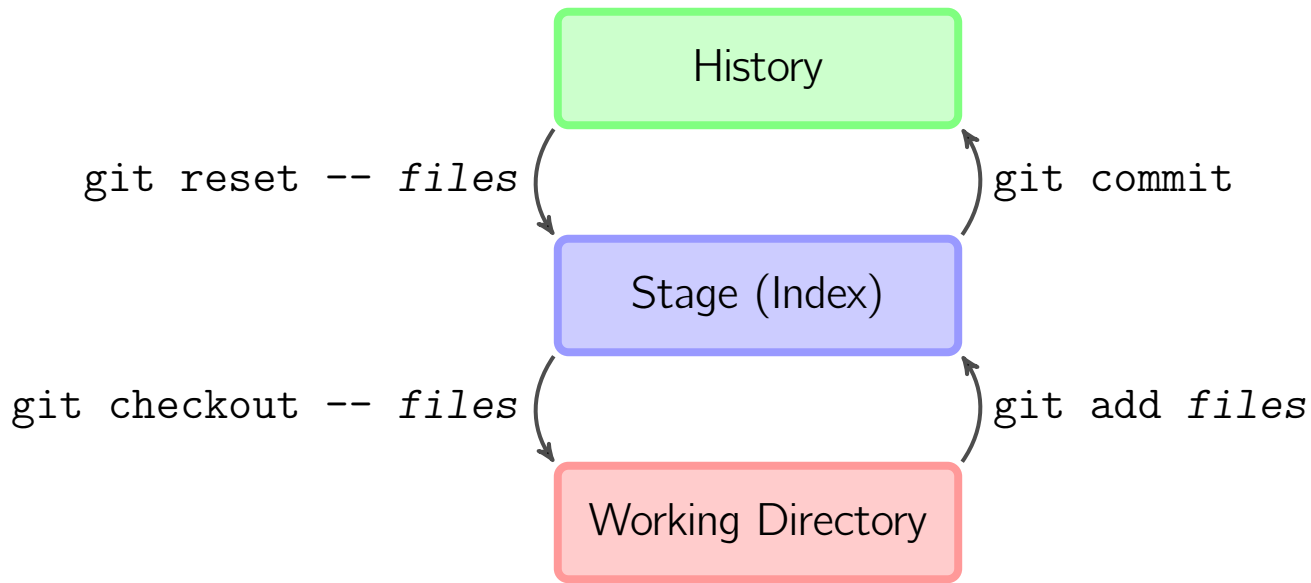 History
git reset -- files
git commit
Stage (Index)
git checkout -- files
git add files
Working Directory